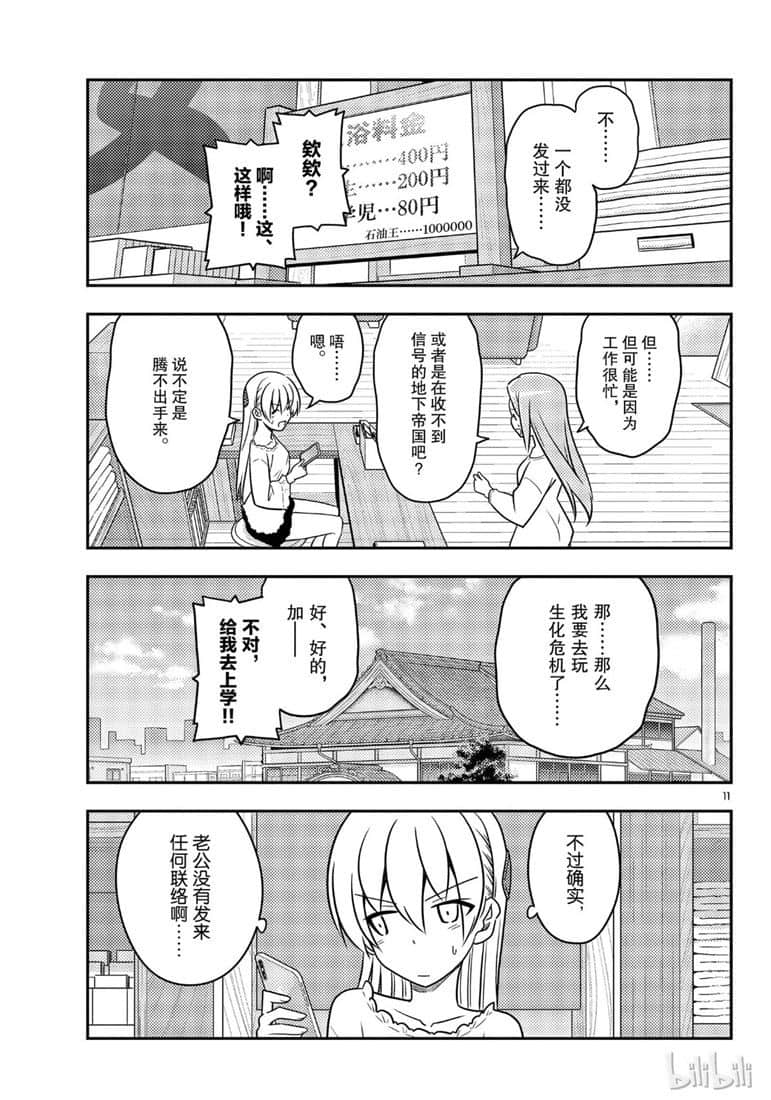 不…
一个都没
发过来……
欸欸？
啊……这、
这样哦！
浴料金
………400円
…200円
児…80円
石油王……1000000
但……
但可能是因为
工作很忙，
或者是在收不到
信号的地下帝国吧？
唔……
嗯。
说不定是
腾不出手来。
那……那么
我要去玩
生化危机了……
好、好的，
加——
不对，
给我去上学!!
11
不过确实，
老公没有发来
任何联络啊……
bilibili